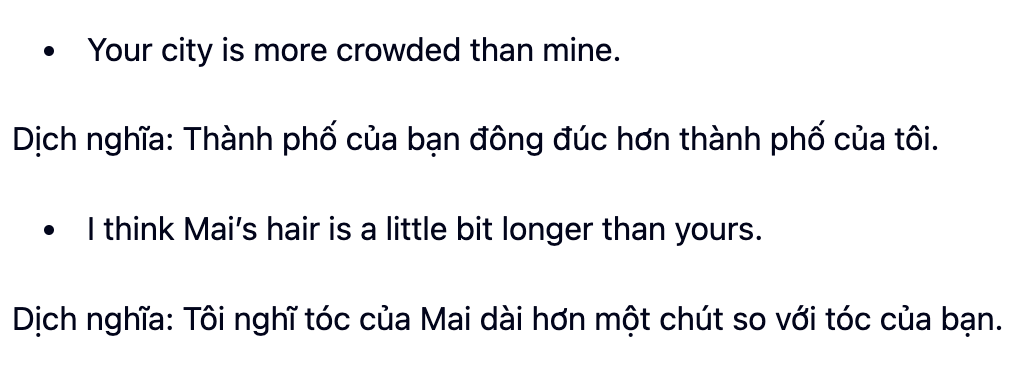 • Your city is more crowded than mine.
Dịch nghĩa: Thành phố của bạn đông đúc hơn thành phố của tôi.
• I think Mai’s hair is a little bit longer than yours.
Dịch nghĩa: Tôi nghĩ tóc của Mai dài hơn một chút so với tóc của bạn.